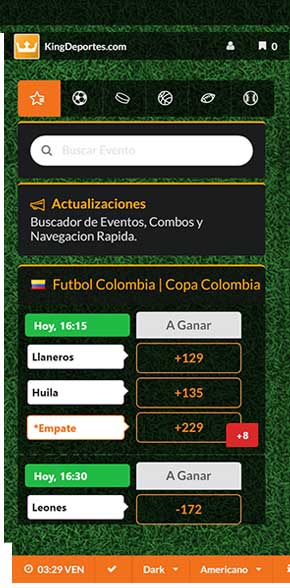 KingDeportes.com
0
Buscar Evento
Actualizaciones
Buscador de Eventos, Combos y
Navegacion Rapida.
Futbol Colombia | Copa Colombia
Hoy, 16:15 A Ganar
Llaneros +129
Huila +135
*Empate +229
+8
Hoy, 16:30 A Ganar
Leones -172
03:29 VEN Dark Americano